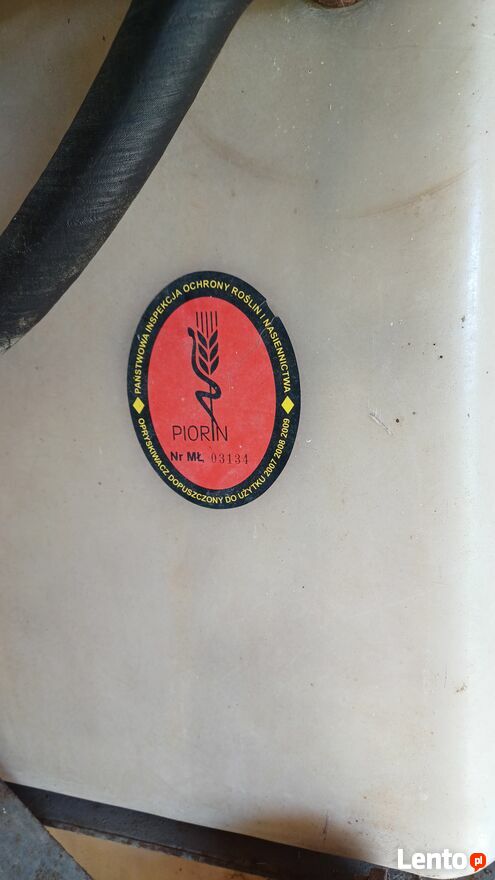 PAŃSTWOWA INSPEKCJA OCHRONY ROŚLIN I NASIENNICTWA
PIORIN
Nr MŁ, 03134
OPRYSKIWACZ DOPUSZCZONY DO UŻYTKU 2007 2008 2009
Lento.pl